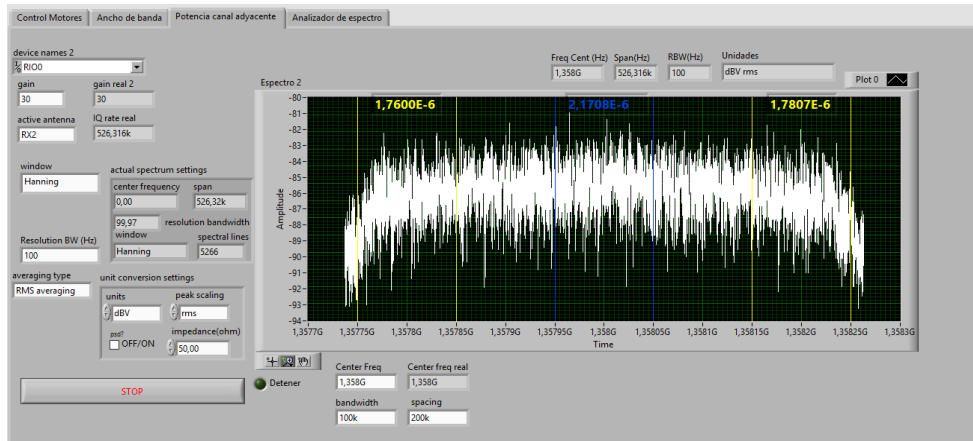 Control Motores
Ancho de banda
Potencia canal adyacente
Analizador de espectro
device names 2
RIO0
gain
gain real 2
30
30
active antenna
IQ rate real
RX2
526,316k
window
Hanning
actual spectrum settings
center frequency
span
0,00
526,32k
99,97
resolution bandwidth
window
spectral lines
Hanning
5266
Resolution BW (Hz)
100
averaging type
RMS averaging
unit conversion settings
units
peak scaling
dBV
rms
psd?
OFF/ON
impedance(ohm)
50,00
STOP
Freq Cent (Hz)
Span(Hz)
RBW(Hz)
Unidades
1,358G
526,316k
100
dBV rms
Espectro 2
Plot 0
1,7600E-6
2,1708E-6
1,7807E-6
Amplitude
-80
-81
-82
-83
-84
-85
-86
-87
-88
-89
-90
-91
-92
-93
-94
1,3577G
1,35775G
1,3578G
1,35785G
1,3579G
1,35795G
1,358G
1,35805G
1,3581G
1,35815G
1,3582G
1,35825G
1,3583G
Time
Detener
Center Freq
Center freq real
1,358G
1,358G
bandwidth
spacing
100k
200k